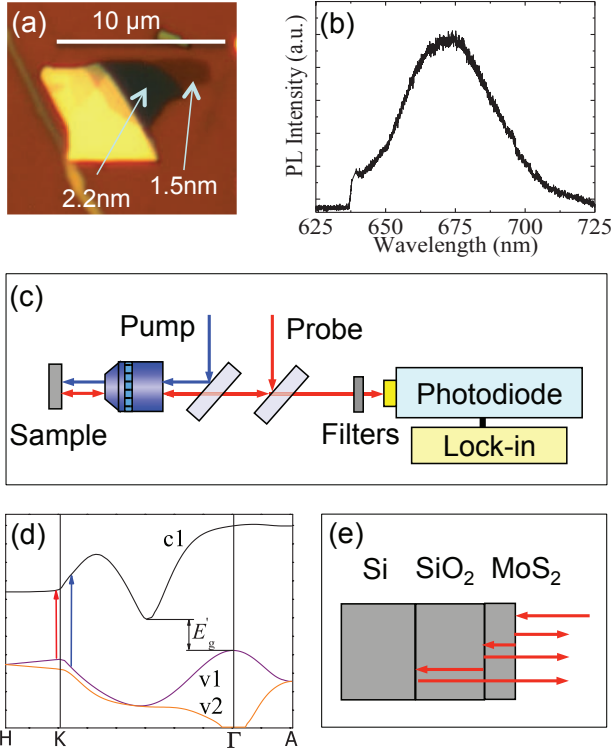 (a)
10 μm
2.2nm
1.5nm
(b)
PL Intensity (a.u.)
625
650
675
700
725
Wavelength (nm)
(c)
Pump
Probe
Sample
Filters
Photodiode
Lock-in
(d)
c1
E'g
v1
v2
H K Γ A
(e)
Si SiO2 MoS2